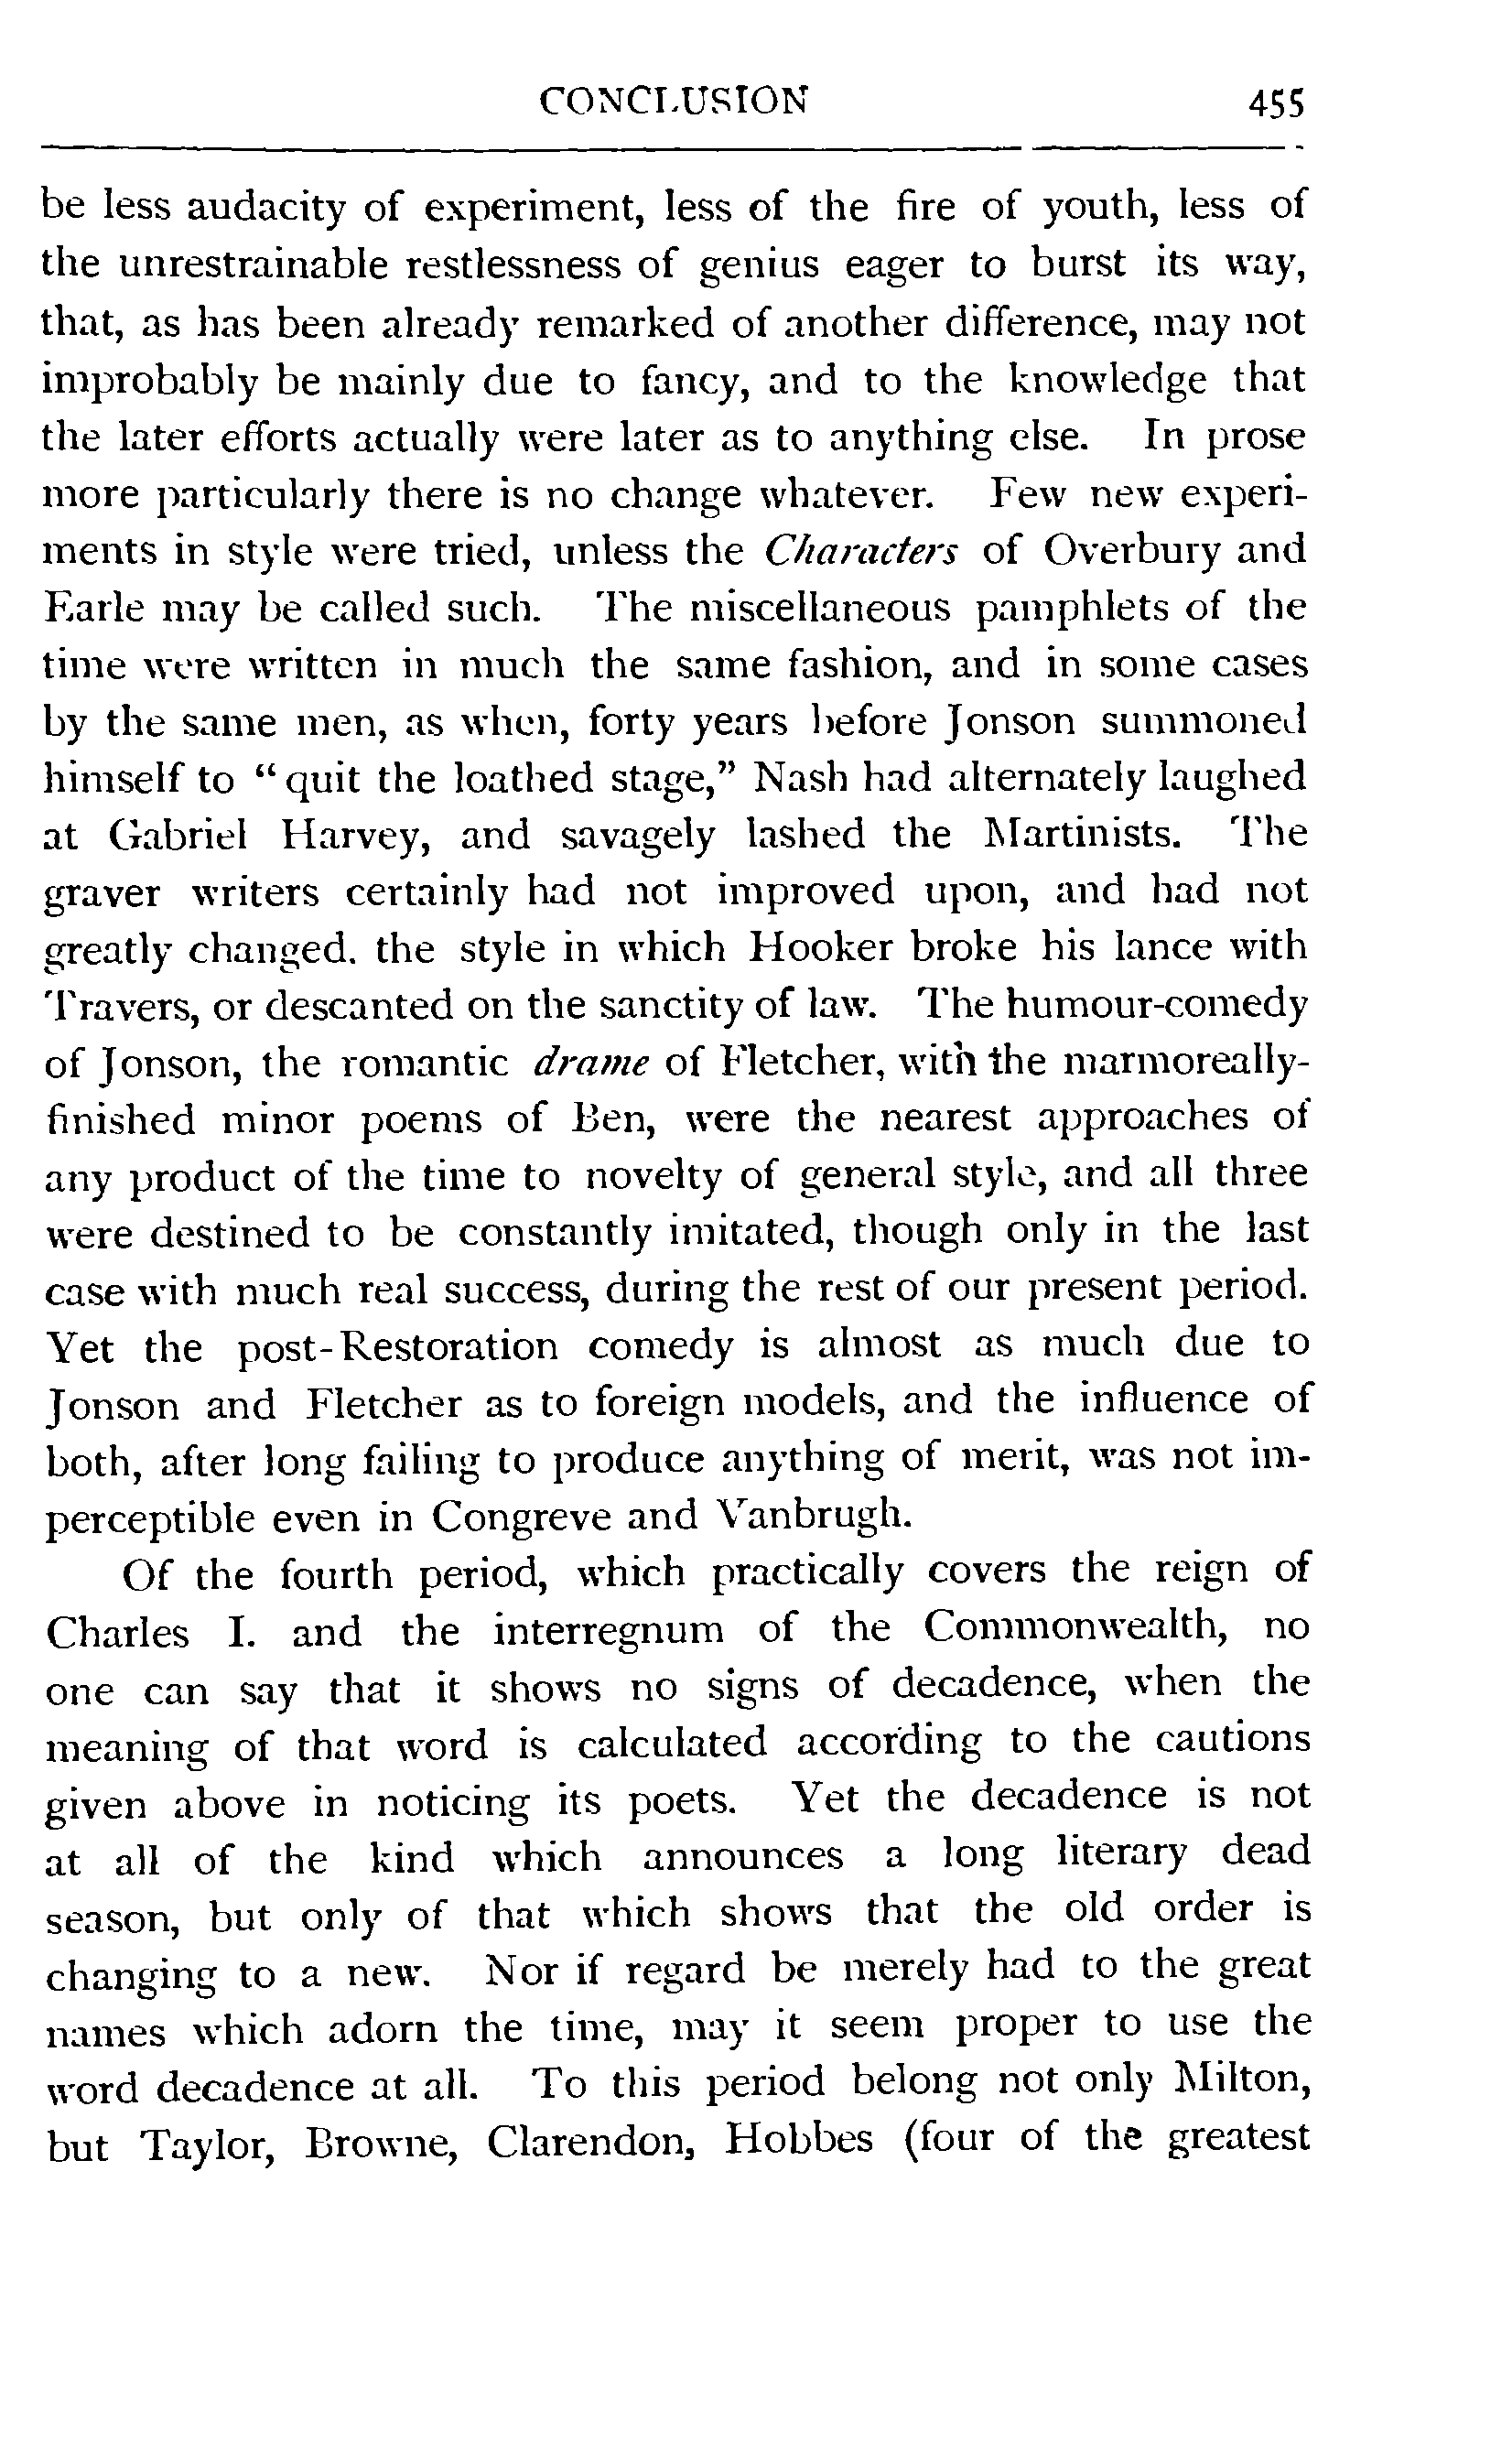 CONCLUSION 455
be less audacity of experiment, less of the fire of youth, less of
the unrestrainable restlessness of genius eager to burst its way,
that, as has been already remarked of another difference, may not
improbably be mainly due to fancy, and to the knowledge that
the later efforts actually were later as to anything else. In prose
more particularly there is no change whatever. Few new experi-
ments in style were tried, unless the Characters of Overbury and
Earle may be called such. The miscellaneous pamphlets of the
time were written in much the same fashion, and in some cases
by the same men, as when, forty years before Jonson summoned
himself to “quit the loathed stage,” Nash had alternately laughed
at Gabriel Harvey, and savagely lashed the Martinists. The
graver writers certainly had not improved upon, and had not
greatly changed. the style in which Hooker broke his lance with
Travers, or descanted on the sanctity of law. The humour-comedy
of Jonson, the romantic drame of Fletcher, with the marmoreally-
finished minor poems of Ben, were the nearest approaches of
any product of the time to novelty of general style, and all three
were destined to be constantly imitated, though only in the last
case with much real success, during the rest of our present period.
Yet the post-Restoration comedy is almost as much due to
Jonson and Fletcher as to foreign models, and the influence of
both, after long failing to produce anything of merit, was not im-
perceptible even in Congreve and Vanbrugh.
Of the fourth period, which practically covers the reign of
Charles I. and the interregnum of the Commonwealth, no
one can say that it shows no signs of decadence, when the
meaning of that word is calculated according to the cautions
given above in noticing its poets. Yet the decadence is not
at all of the kind which announces a long literary dead
season, but only of that which shows that the old order is
changing to a new. Nor if regard be merely had to the great
names which adorn the time, may it seem proper to use the
word decadence at all. To this period belong not only Milton,
but Taylor, Browne, Clarendon, Hobbes (four of the greatest